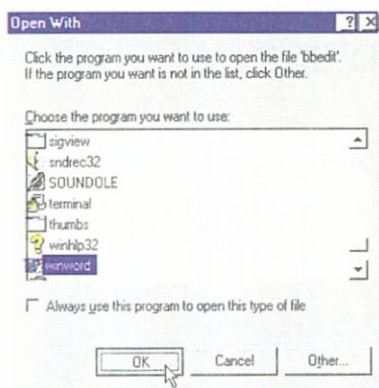 Open With
Click the program you want to use to open the file 'bbedit'.
If the program you want is not in the list, click Other.
Choose the program you want to use:
sigview
sndrec32
SOUNDOLE
terminal
thumbs
winhlp32
winword
Always use this program to open this type of file
OK
Cancel
Other...